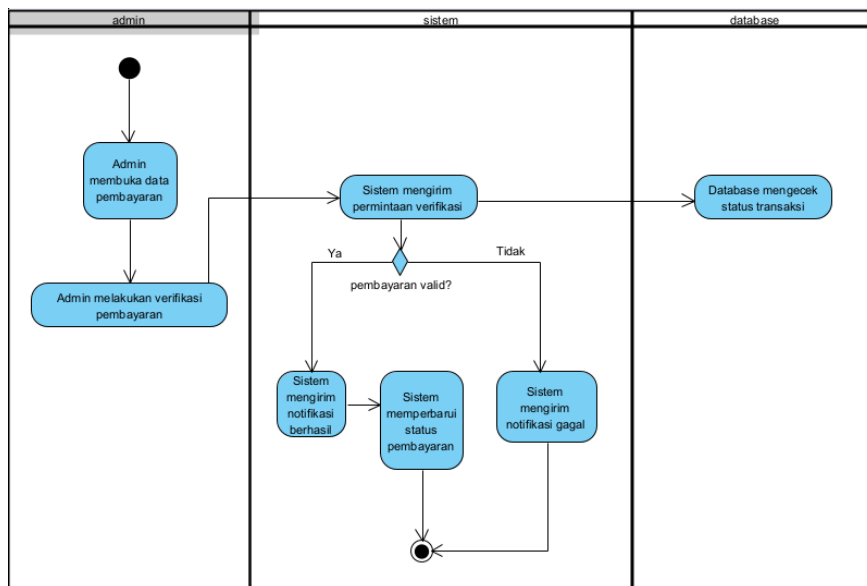 admin
sistem
database
Admin
membuka data
pembayaran
Sistem mengirim
permintaan verifikasi
Database mengecek
status transaksi
Ya
Tidak
pembayaran valid?
Admin melakukan verifikasi
pembayaran
Sistem
mengirim
notifikasi
berhasil
Sistem
memperbarui
status
pembayaran
Sistem
mengirim
notifikasi gagal